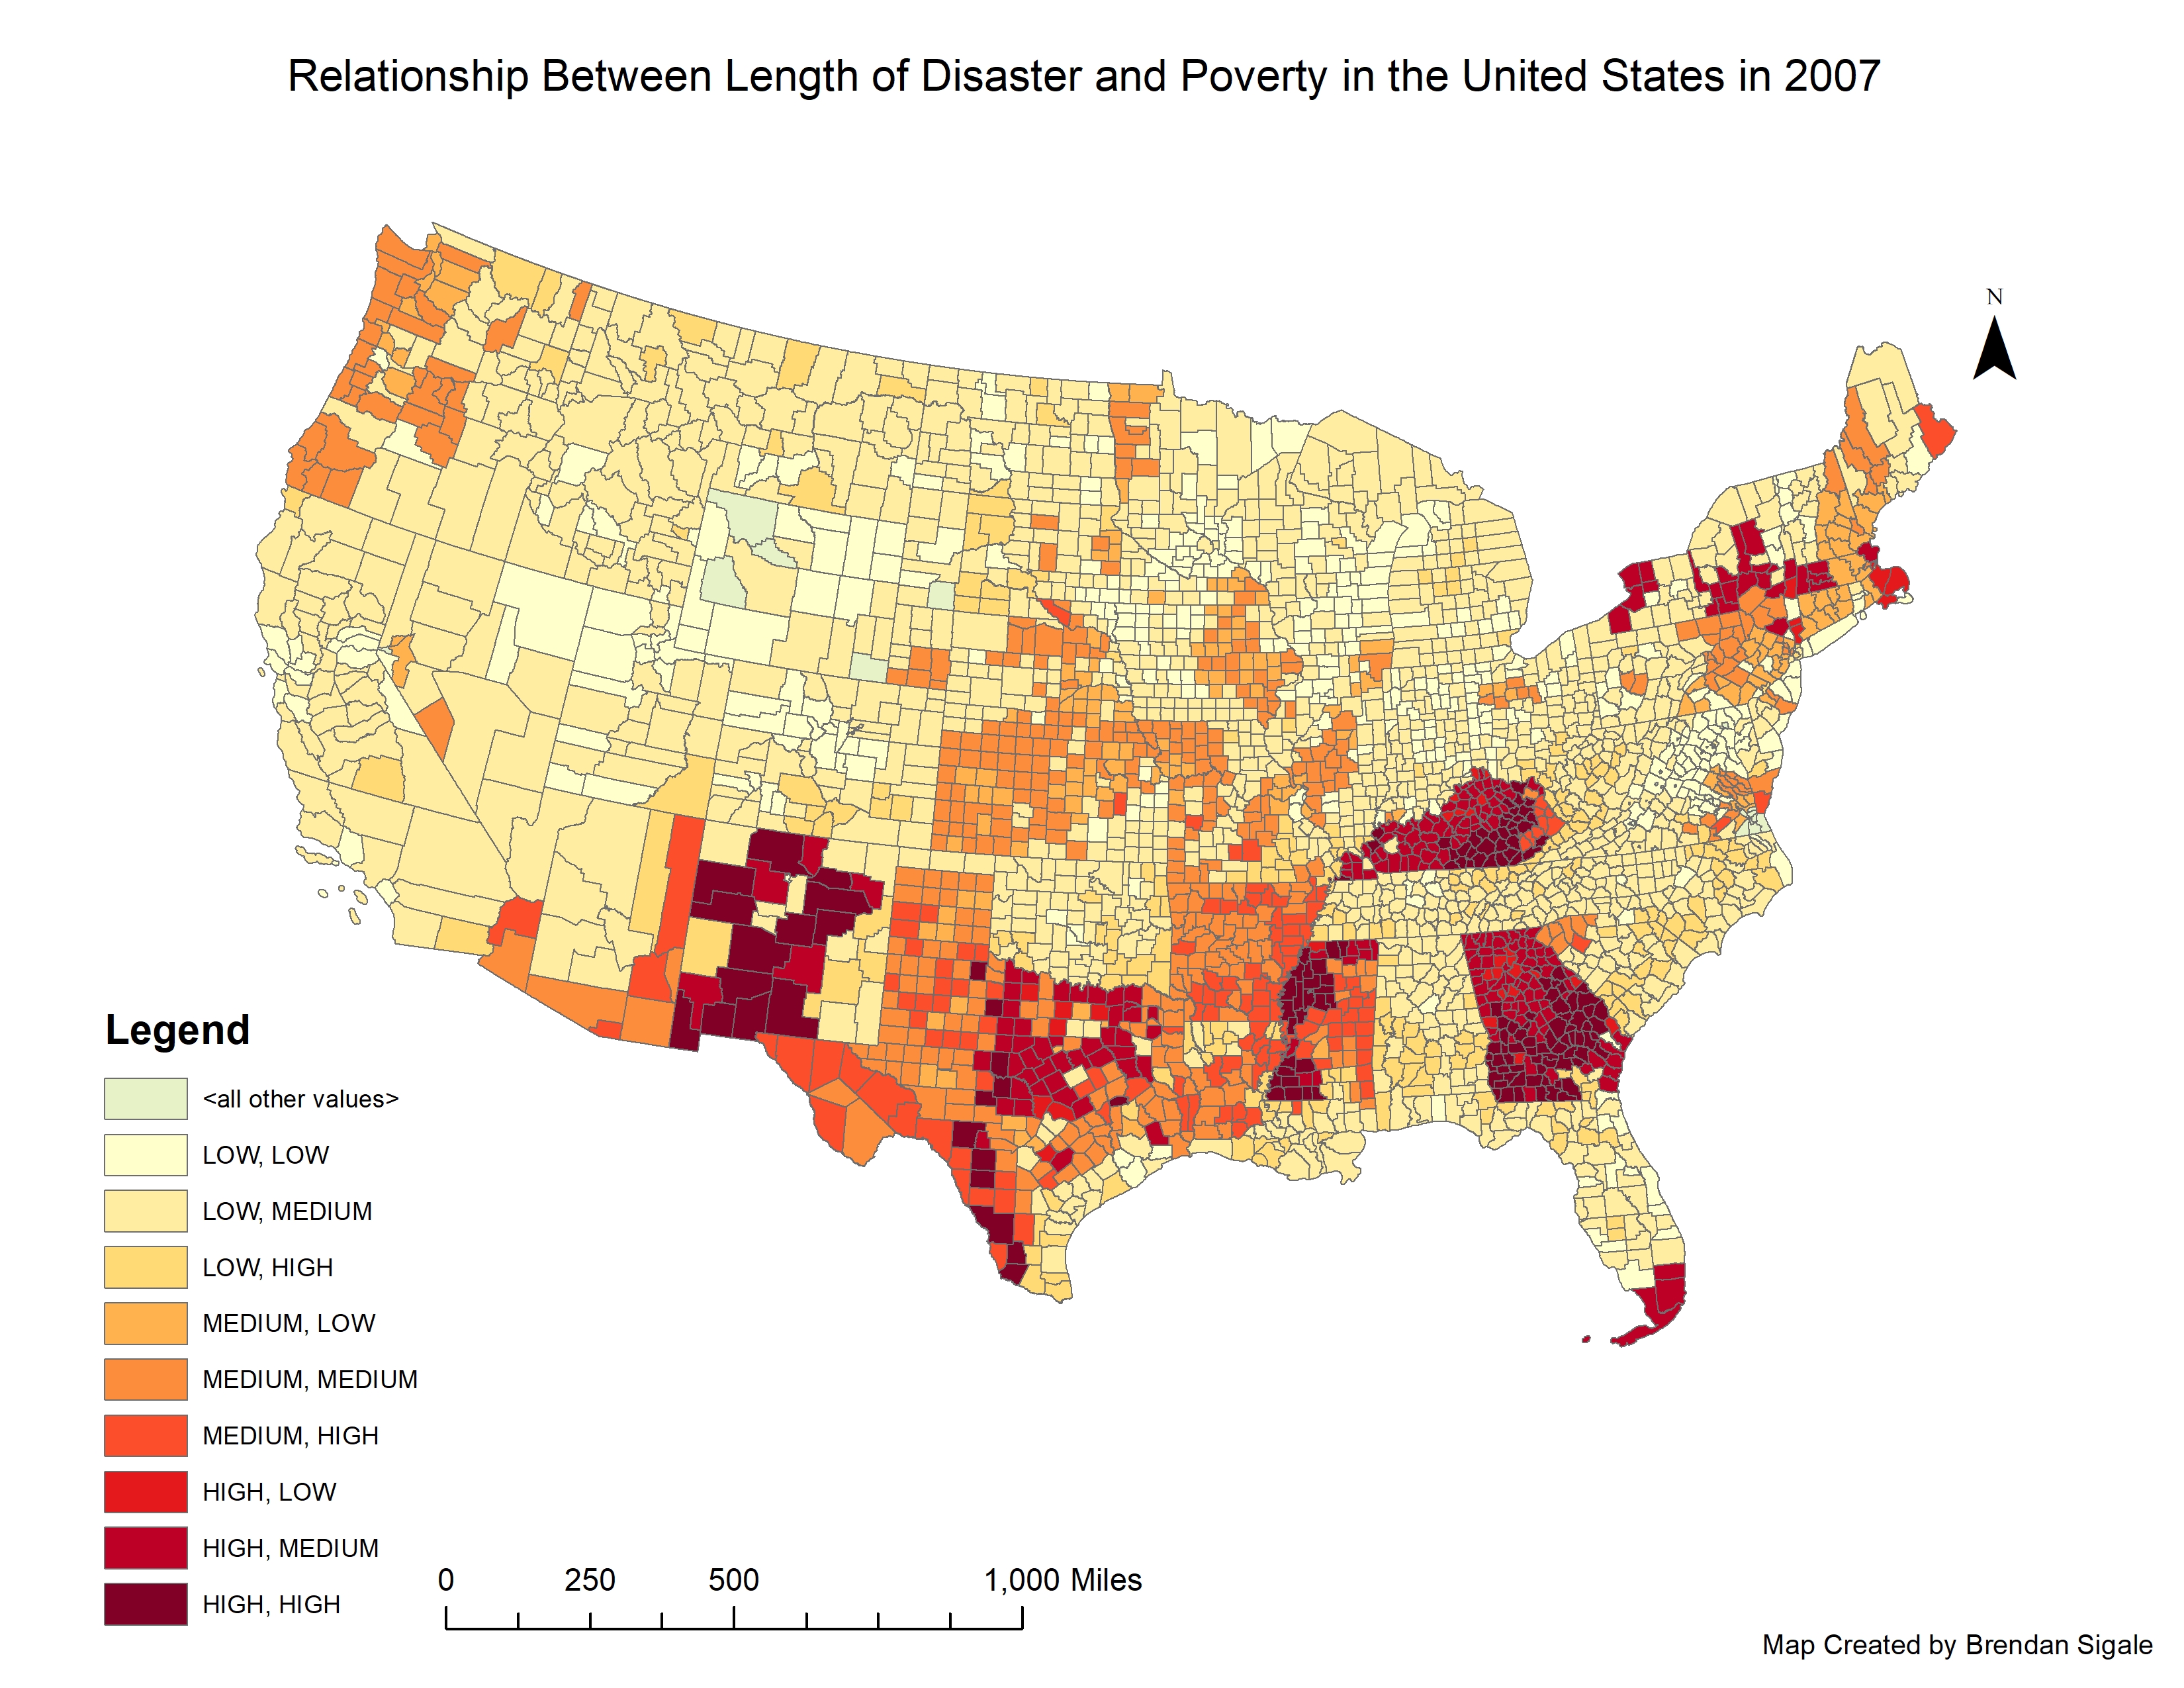 Relationship Between Length of Disaster and Poverty in the United States in 2007
N
Legend
<all other values>
LOW, LOW
LOW, MEDIUM
LOW, HIGH
MEDIUM, LOW
MEDIUM, MEDIUM
MEDIUM, HIGH
HIGH, LOW
HIGH, MEDIUM
HIGH, HIGH
0 250 500 1,000 Miles
Map Created by Brendan Sigale